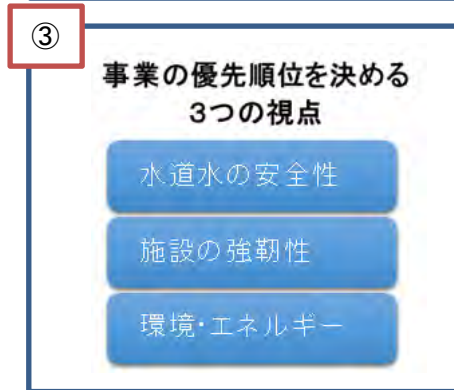 ③
事業の優先順位を決める
3つの視点
水道水の安全性
施設の強靭性
環境・エネルギー